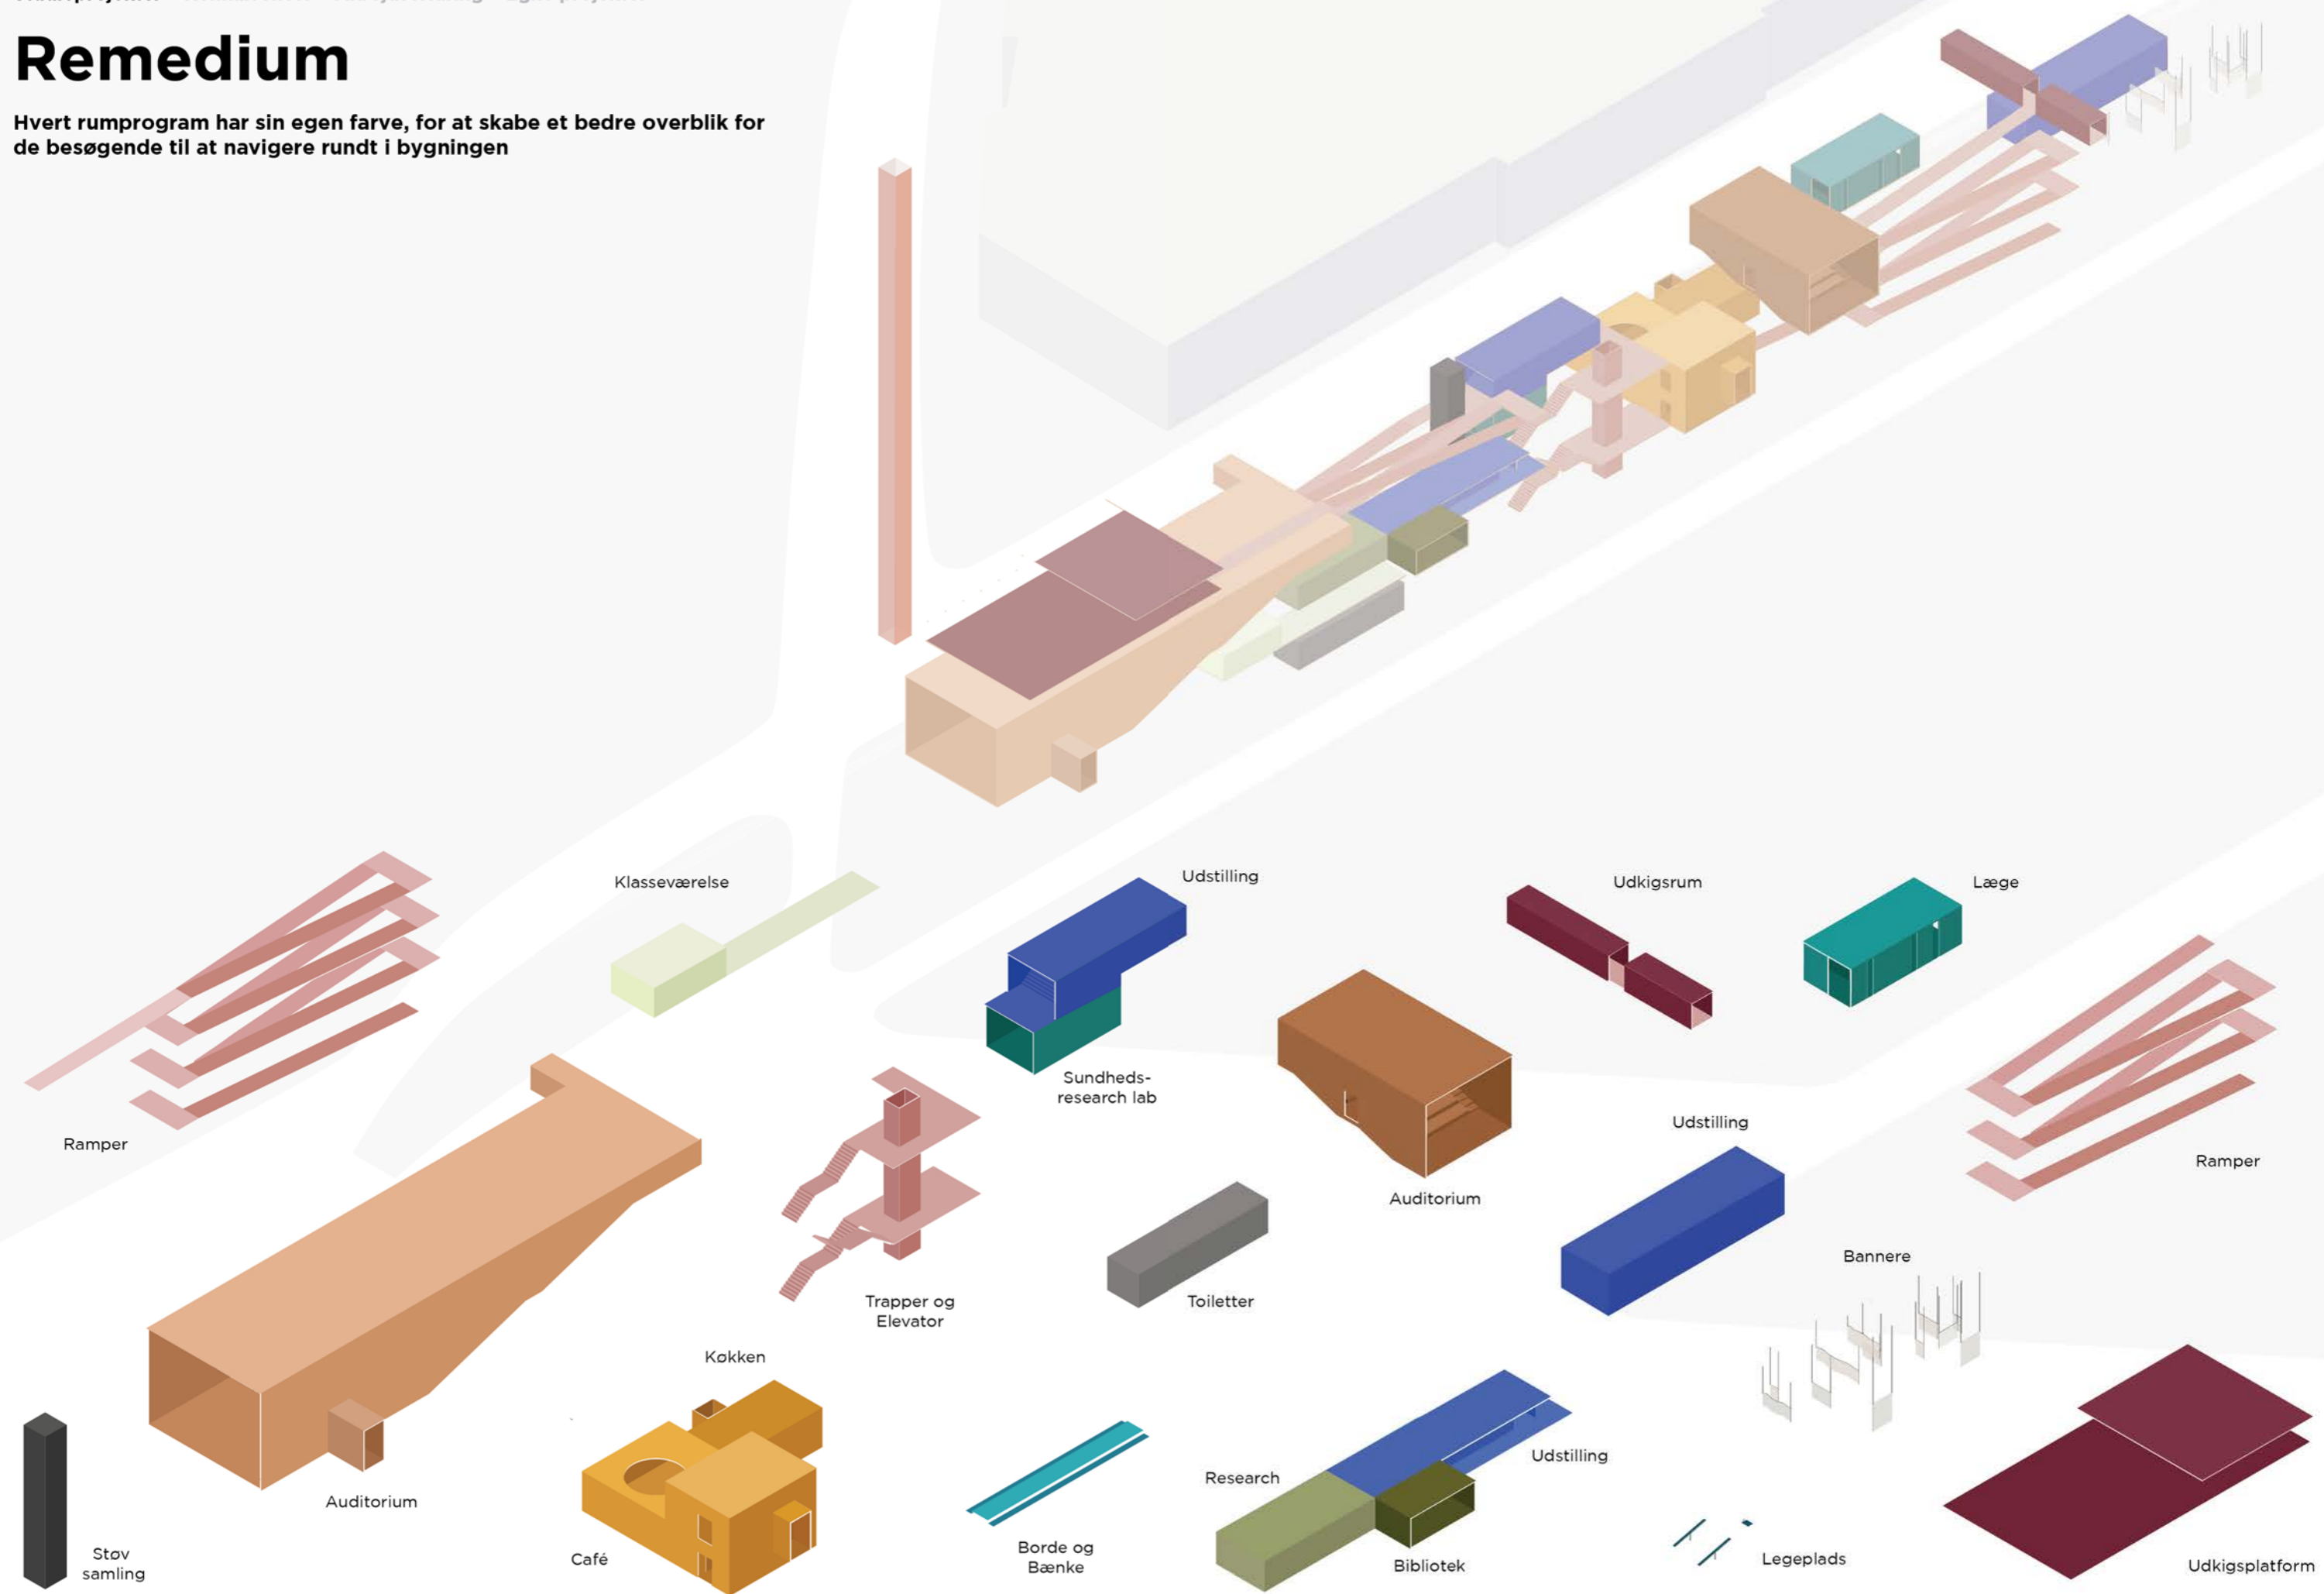 Remedium
Hvert rumprogram har sin egen farve, for at skabe et bedre overblik for
de besøgende til at navigere rundt i bygningen
Klasseværelse
Udstilling
Udkigsrum
Læge
Sundheds-
research lab
Ramper
Udstilling
Ramper
Auditorium
Bannere
Trapper og
Elevator
Toiletter
Køkken
Udstilling
Research
Auditorium
Støv
samling
Café
Borde og
Bænke
Bibliotek
Legeplads
Udkigsplatform